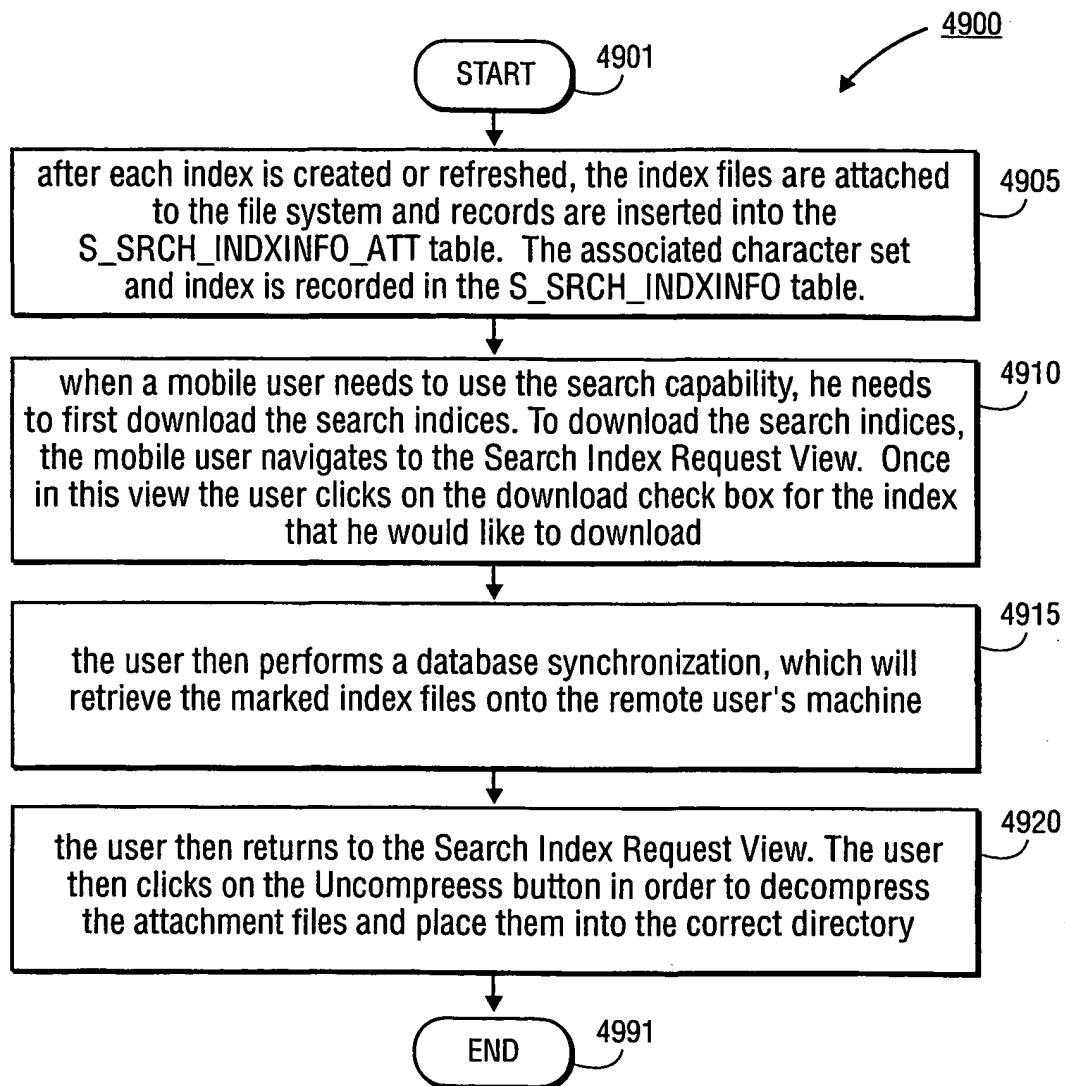 4900
START
4901
after each index is created or refreshed, the index files are attached
to the file system and records are inserted into the
S_SRCH_INDXINFO_ATT table. The associated character set
and index is recorded in the S_SRCH_INDXINFO table.
4905
when a mobile user needs to use the search capability, he needs
to first download the search indices. To download the search indices,
the mobile user navigates to the Search Index Request View. Once
in this view the user clicks on the download check box for the index
that he would like to download
4910
the user then performs a database synchronization, which will
retrieve the marked index files onto the remote user's machine
4915
the user then returns to the Search Index Request View. The user
then clicks on the Uncompreess button in order to decompress
the attachment files and place them into the correct directory
4920
END
4991